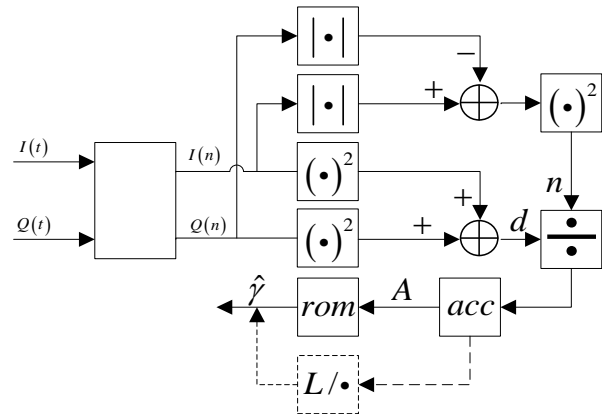 |•|
−
|•|
+
(•)²
I(t)
I(n)
(•)²
+
n
Q(t)
Q(n)
(•)²
+
d
÷
γ̂
rom
A
acc
L/•